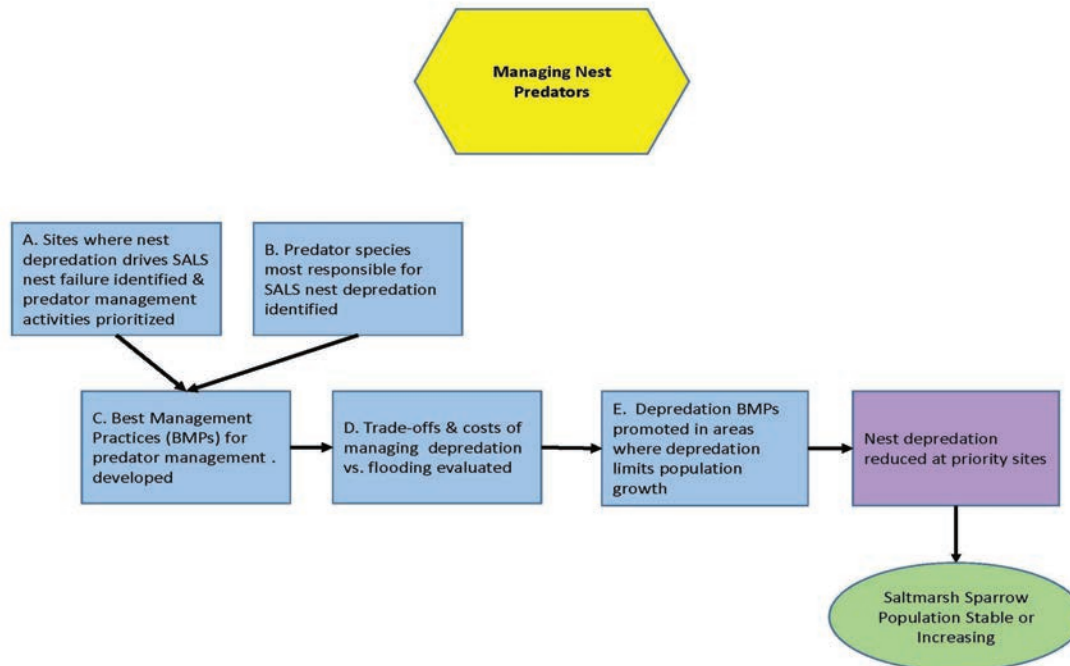 Managing Nest
Predators
A. Sites where nest
depredation drives SALS
nest failure identified &
predator management
activities prioritized
B. Predator species
most responsible for
SALS nest depredation
identified
C. Best Management
Practices (BMPs) for
predator management .
developed
D. Trade-offs & costs of
managing depredation
vs. flooding evaluated
E. Depredation BMPs
promoted in areas
where depredation
limits population
growth
Nest depredation
reduced at priority sites
Saltmarsh Sparrow
Population Stable or
Increasing